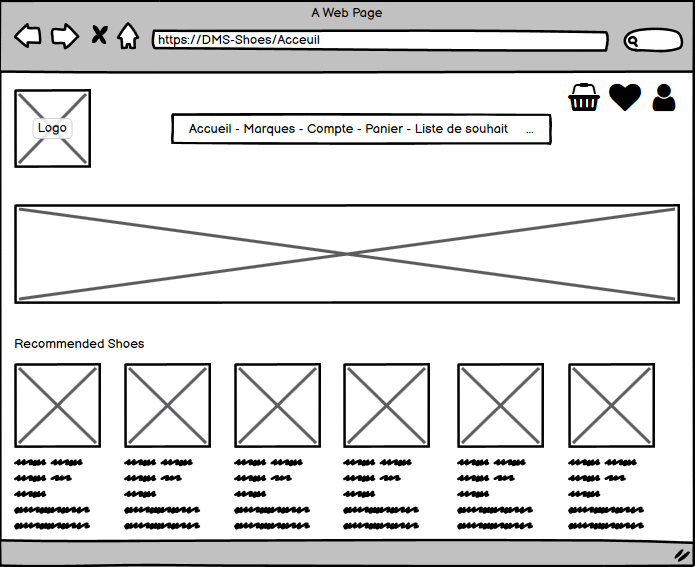 A Web Page
https://DMS-Shoes/Acceuil
Logo
Accueil - Marques - Compte - Panier - Liste de souhait ...
Recommended Shoes